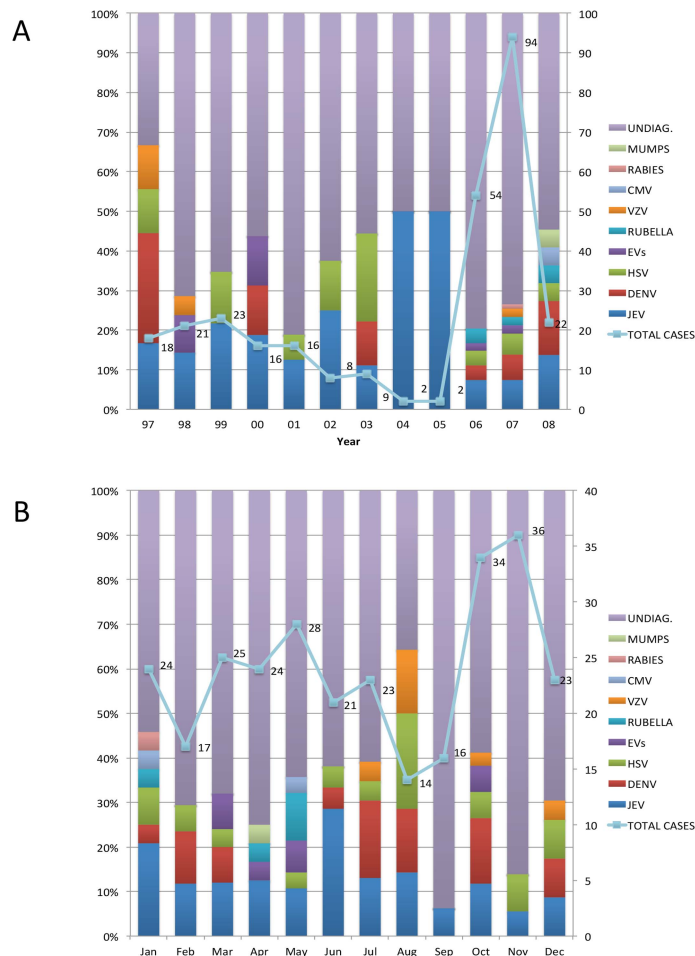 A
100% 100
90% 94 90
80% 80
70% 70
60% 60
50% 54 50
40% 40
30% 30
20% 18 21 23 16 16 8 9 2 2 22 20
10% 10
0% 0
97 98 99 00 01 02 03 04 05 06 07 08
Year
UNDIAG.
MUMPS
RABIES
CMV
VZV
RUBELLA
EVs
HSV
DENV
JEV
TOTAL CASES
B
100% 40
90% 36 35
80% 34
70% 28 30
60% 24 25 24 23 23 25
50% 21 20
40% 17 16 15
30% 14
20% 10
10% 5
0% 0
Jan Feb Mar Apr May Jun Jul Aug Sep Oct Nov Dec
UNDIAG.
MUMPS
RABIES
CMV
VZV
RUBELLA
EVs
HSV
DENV
JEV
TOTAL CASES